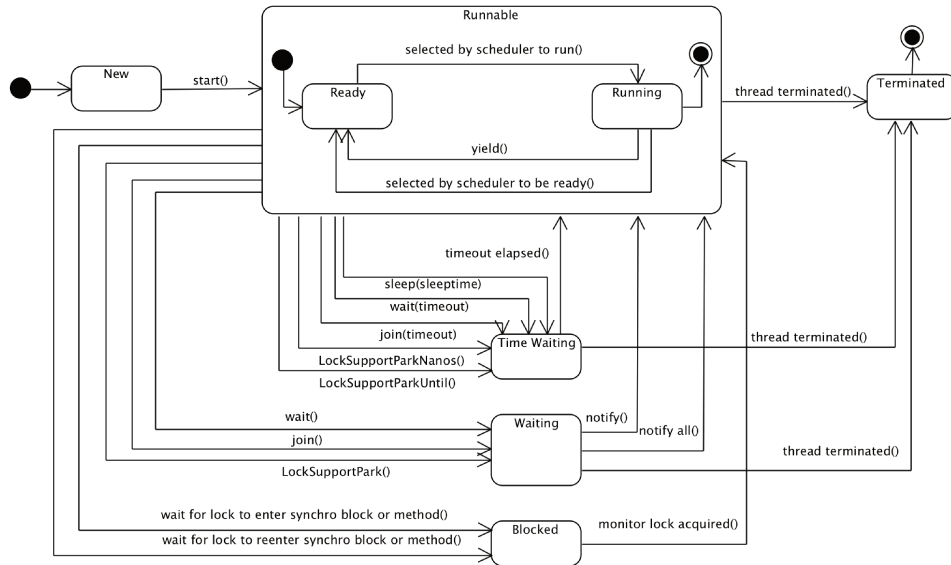 Runnable
New
start()
selected by scheduler to run()
Ready
Running
yield()
selected by scheduler to be ready()
thread terminated()
Terminated
timeout elapsed()
sleep(sleeptime)
wait(timeout)
join(timeout)
Time Waiting
thread terminated()
LockSupportParkNanos()
LockSupportParkUntil()
wait()
Waiting
notify()
join()
notify all()
LockSupportPark()
thread terminated()
wait for lock to enter synchro block or method()
Blocked
monitor lock acquired()
wait for lock to reenter synchro block or method()